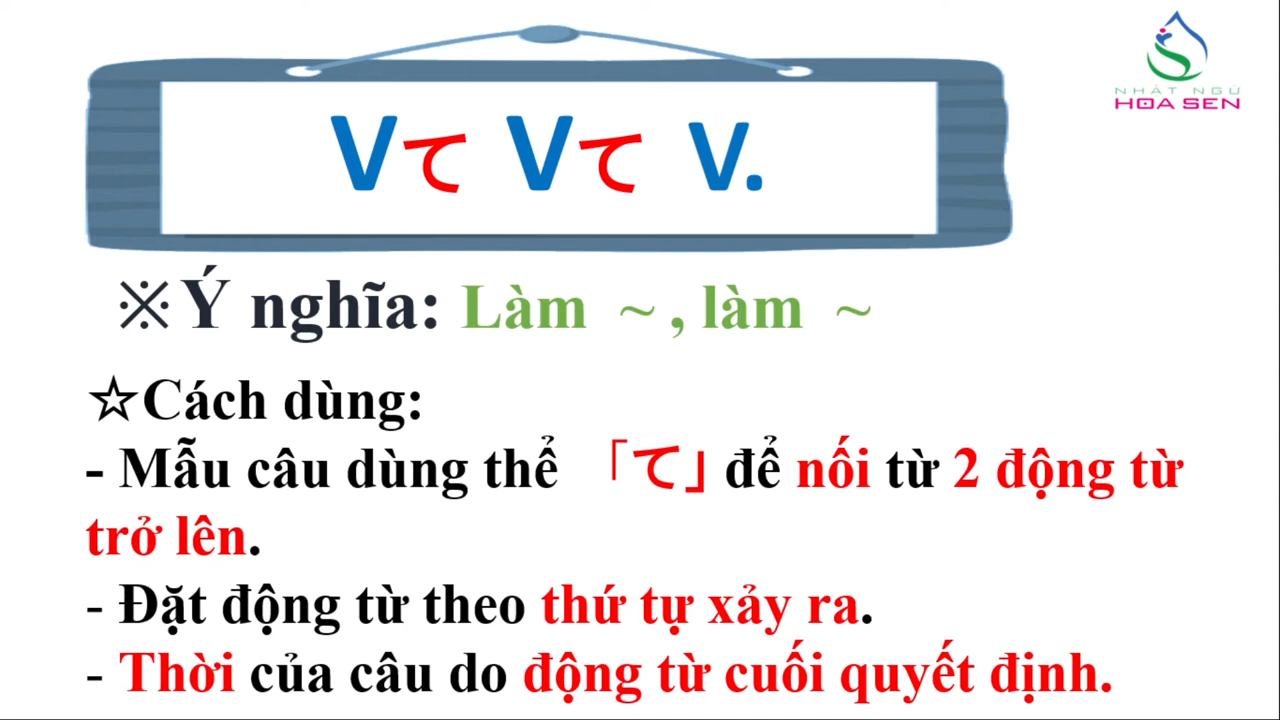 NHẬT NGỮ
HOA SEN
Vて Vて V.
※Ý nghĩa: Làm ~ , làm ~
☆Cách dùng:
- Mẫu câu dùng thể 「て」 để nối từ 2 động từ
trở lên.
- Đặt động từ theo thứ tự xảy ra.
- Thời của câu do động từ cuối quyết định.